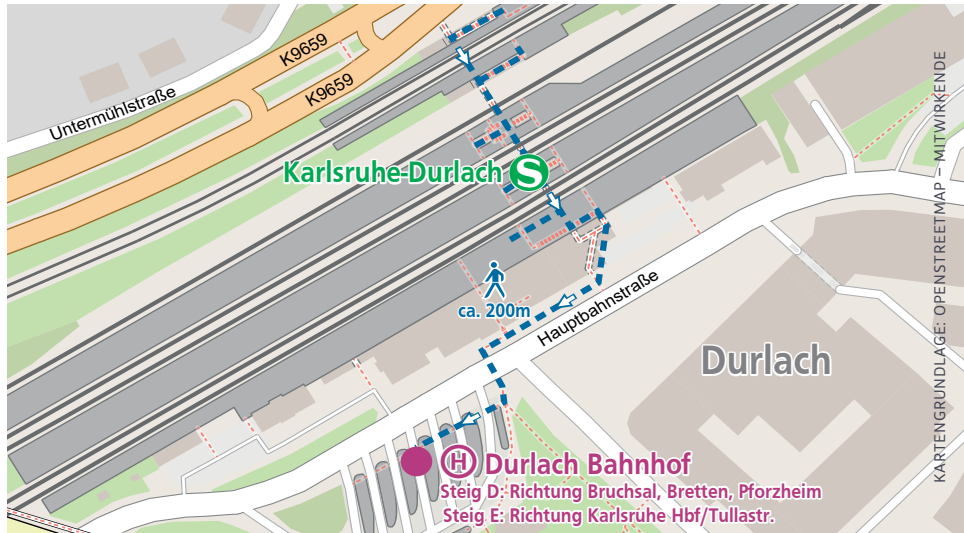 K9659
K9659
Untermühlstraße
Karlsruhe-Durlach S
ca. 200m
Hauptbahnstraße
Durlach
H Durlach Bahnhof
Steig D: Richtung Bruchsal, Bretten, Pforzheim
Steig E: Richtung Karlsruhe Hbf/Tullastr.
KARTENGRUNDLAGE: OPENSTREETMAP – MITWIRKENDE